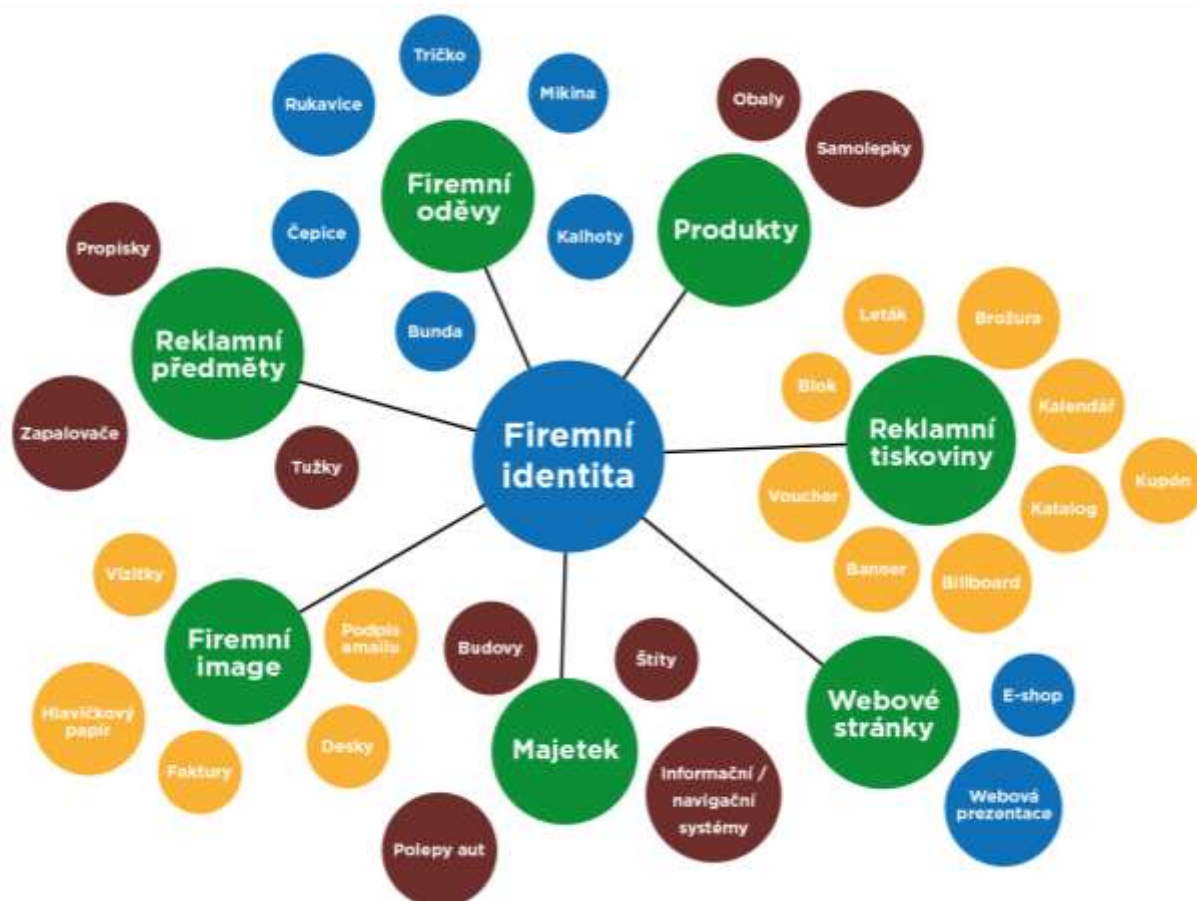 Tričko
Rukavice
Mikina
Firemní
oděvy
Čepice
Kalhoty
Bunda
Obaly
Samolepky
Produkty
Propisky
Reklamní
předměty
Zapalovače
Tužky
Firemní
identita
Leták
Brožura
Blok
Kalendář
Reklamní
tiskoviny
Kupón
Voucher
Katalog
Banner
Billboard
Vizitky
Firemní
image
Podpis
emailu
Hlavičkový
papír
Faktury
Desky
Budovy
Štíty
Majetek
Informační /
navigační
systémy
Polepy aut
Webové
stránky
E-shop
Webová
prezentace